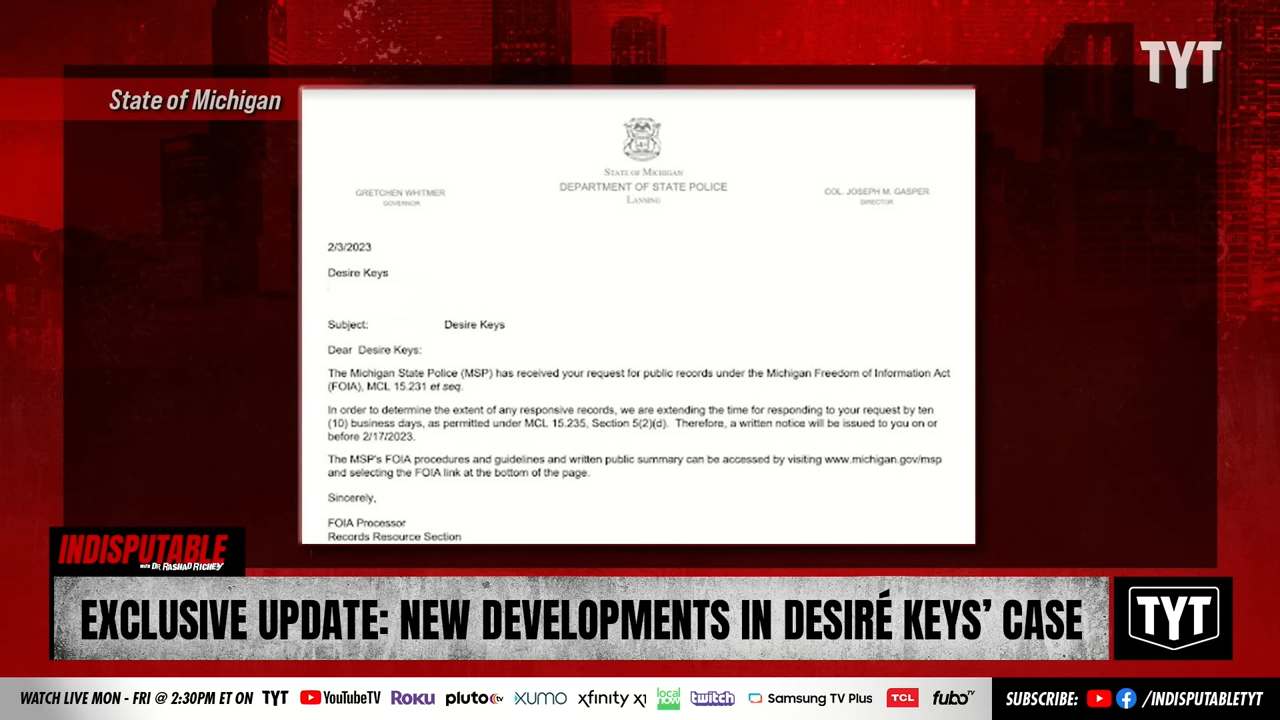 TYT
State of Michigan
STATE OF MICHIGAN
GRETCHEN WHITMER
GOVERNOR
DEPARTMENT OF STATE POLICE
LANSING
COL. JOSEPH M. GASPER
DIRECTOR
2/3/2023
Desire Keys
Subject: Desire Keys
Dear Desire Keys:
The Michigan State Police (MSP) has received your request for public records under the Michigan Freedom of Information Act
(FOIA), MCL 15.231 et seq.
In order to determine the extent of any responsive records, we are extending the time for responding to your request by ten
(10) business days, as permitted under MCL 15.235, Section 5(2)(d). Therefore, a written notice will be issued to you on or
before 2/17/2023.
The MSP's FOIA procedures and guidelines and written public summary can be accessed by visiting www.michigan.gov/msp
and selecting the FOIA link at the bottom of the page.
Sincerely,
FOIA Processor
Records Resource Section
INDISPUTABLE
WITH DR. RASHAD RICHEY
EXCLUSIVE UPDATE: NEW DEVELOPMENTS IN DESIRÉ KEYS' CASE
TYT
WATCH LIVE MON - FRI @ 2:30PM ET ON TYT YouTubeTV ROKU pluto tv XUMO xfinity x1 local now twitch SAMSUNG TV Plus TCL fubo TV SUBSCRIBE: /INDISPUTABLETYT